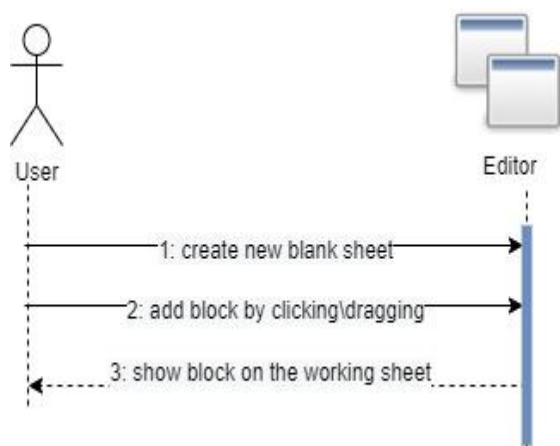 User
Editor
1: create new blank sheet
2: add block by clicking\dragging
3: show block on the working sheet